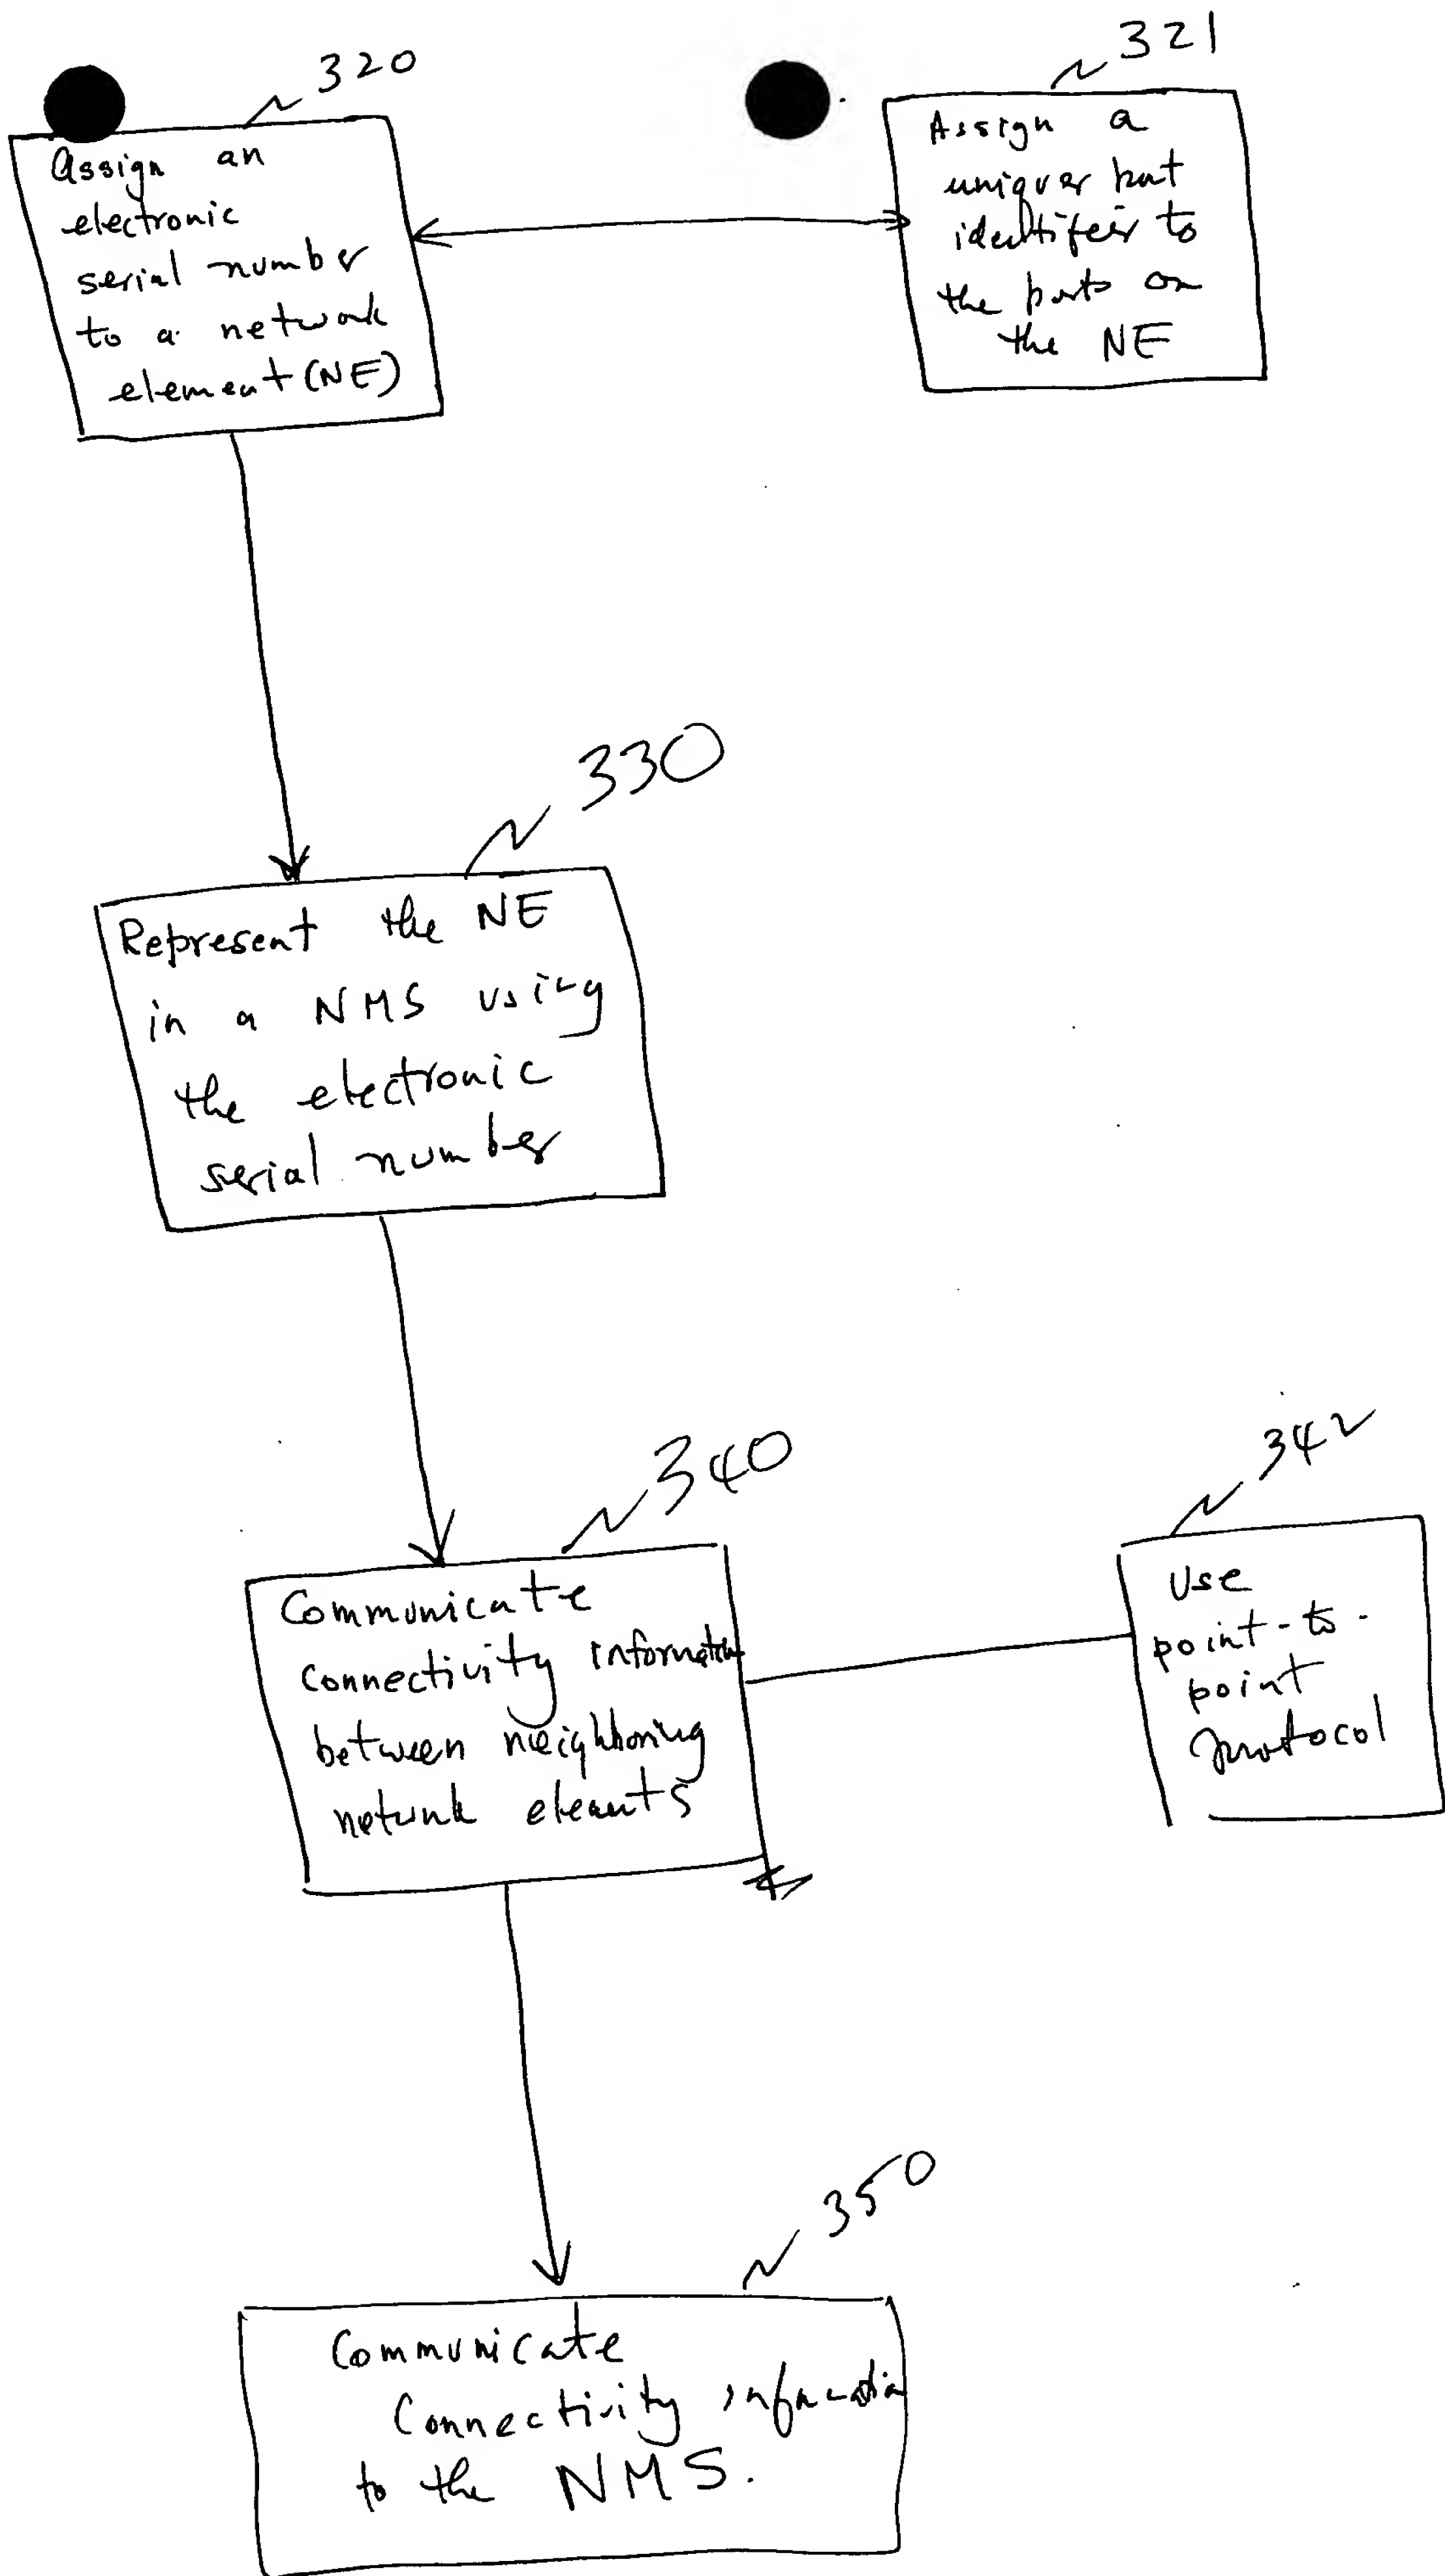 320
Assign an
electronic
serial number
to a network
element (NE)
321
Assign a
unique port
identifier to
the ports on
the NE
330
Represent the NE
in a NMS using
the electronic
serial number
340
Communicate
connectivity information
between neighboring
network elements
342
Use
point-to-
point
protocol
350
Communicate
Connectivity information
to the NMS.